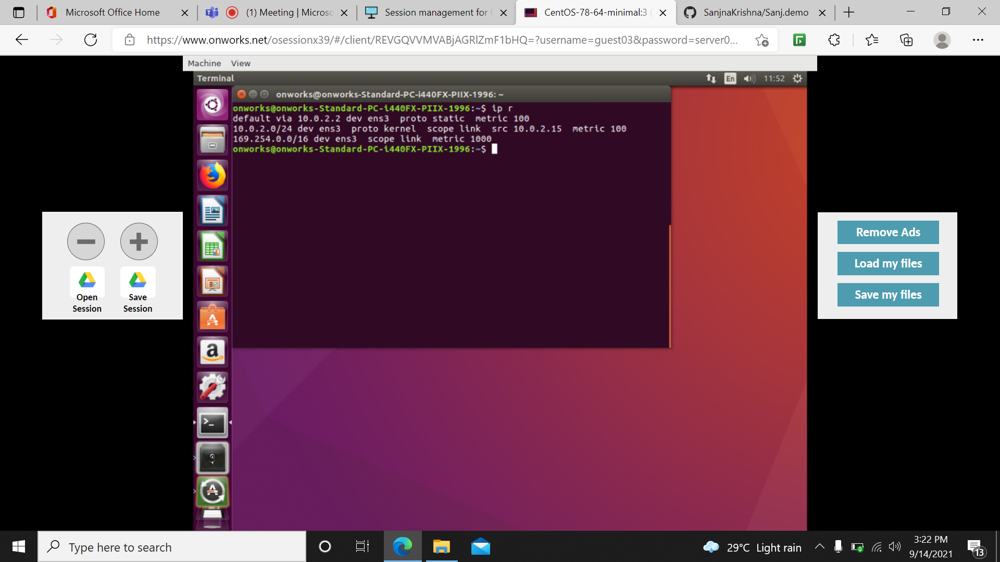 Microsoft Office Home
(1) Meeting | Microso
Session management for
CentOS-78-64-minimal:3 (
SanjnaKrishna/Sanj.demo
https://www.onworks.net/osessionx39/#/client/REVGQVVMVABjAGRlZmF1bHQ=?username=guest03&password=server0...
Machine View
Terminal
En
11:52
onworks@onworks-Standard-PC-i440FX-PIIX-1996: ~
onworks@onworks-Standard-PC-i440FX-PIIX-1996:~$ ip r
default via 10.0.2.2 dev ens3  proto static  metric 100
10.0.2.0/24 dev ens3  proto kernel  scope link  src 10.0.2.15  metric 100
169.254.0.0/16 dev ens3  scope link  metric 1000
onworks@onworks-Standard-PC-i440FX-PIIX-1996:~$
Open
Session
Save
Session
Remove Ads
Load my files
Save my files
Type here to search
29°C Light rain
3:22 PM
9/14/2021
13